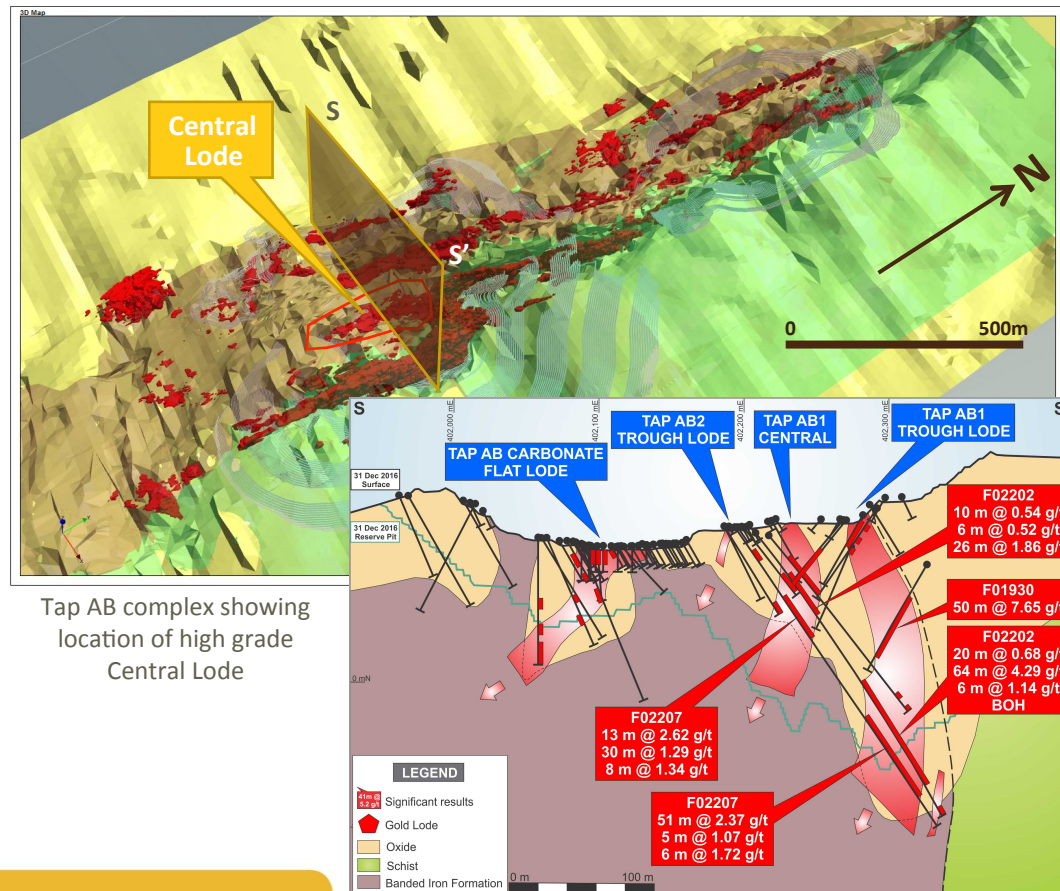 3D Map
Central
Lode
S
S'
N
0 500m
Tap AB complex showing
location of high grade
Central Lode
S
402,000 mE
402,100 mE
402,200 mE
402,300 mE
S
TAP AB CARBONATE
FLAT LODE
TAP AB2
TROUGH LODE
TAP AB1
CENTRAL
TAP AB1
TROUGH LODE
31 Dec 2016
Surface
31 Dec 2016
Reserve Pit
0 mN
F02202
10 m @ 0.54 g/t
6 m @ 0.52 g/t
26 m @ 1.86 g/t
F01930
50 m @ 7.65 g/t
F02202
20 m @ 0.68 g/t
64 m @ 4.29 g/t
6 m @ 1.14 g/t
BOH
F02207
13 m @ 2.62 g/t
30 m @ 1.29 g/t
8 m @ 1.34 g/t
F02207
51 m @ 2.37 g/t
5 m @ 1.07 g/t
6 m @ 1.72 g/t
LEGEND
41m @
5.2 g/t
Significant results
Gold Lode
Oxide
Schist
Banded Iron Formation
0 m 100 m